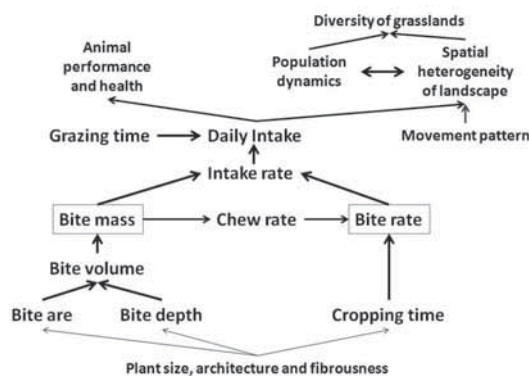 Diversity of grasslands
Animal
performance
and health
Population
dynamics
Spatial
heterogeneity
of landscape
Grazing time
Daily Intake
Movement pattern
Intake rate
Bite mass
Chew rate
Bite rate
Bite volume
Bite are
Bite depth
Cropping time
Plant size, architecture and fibrousness